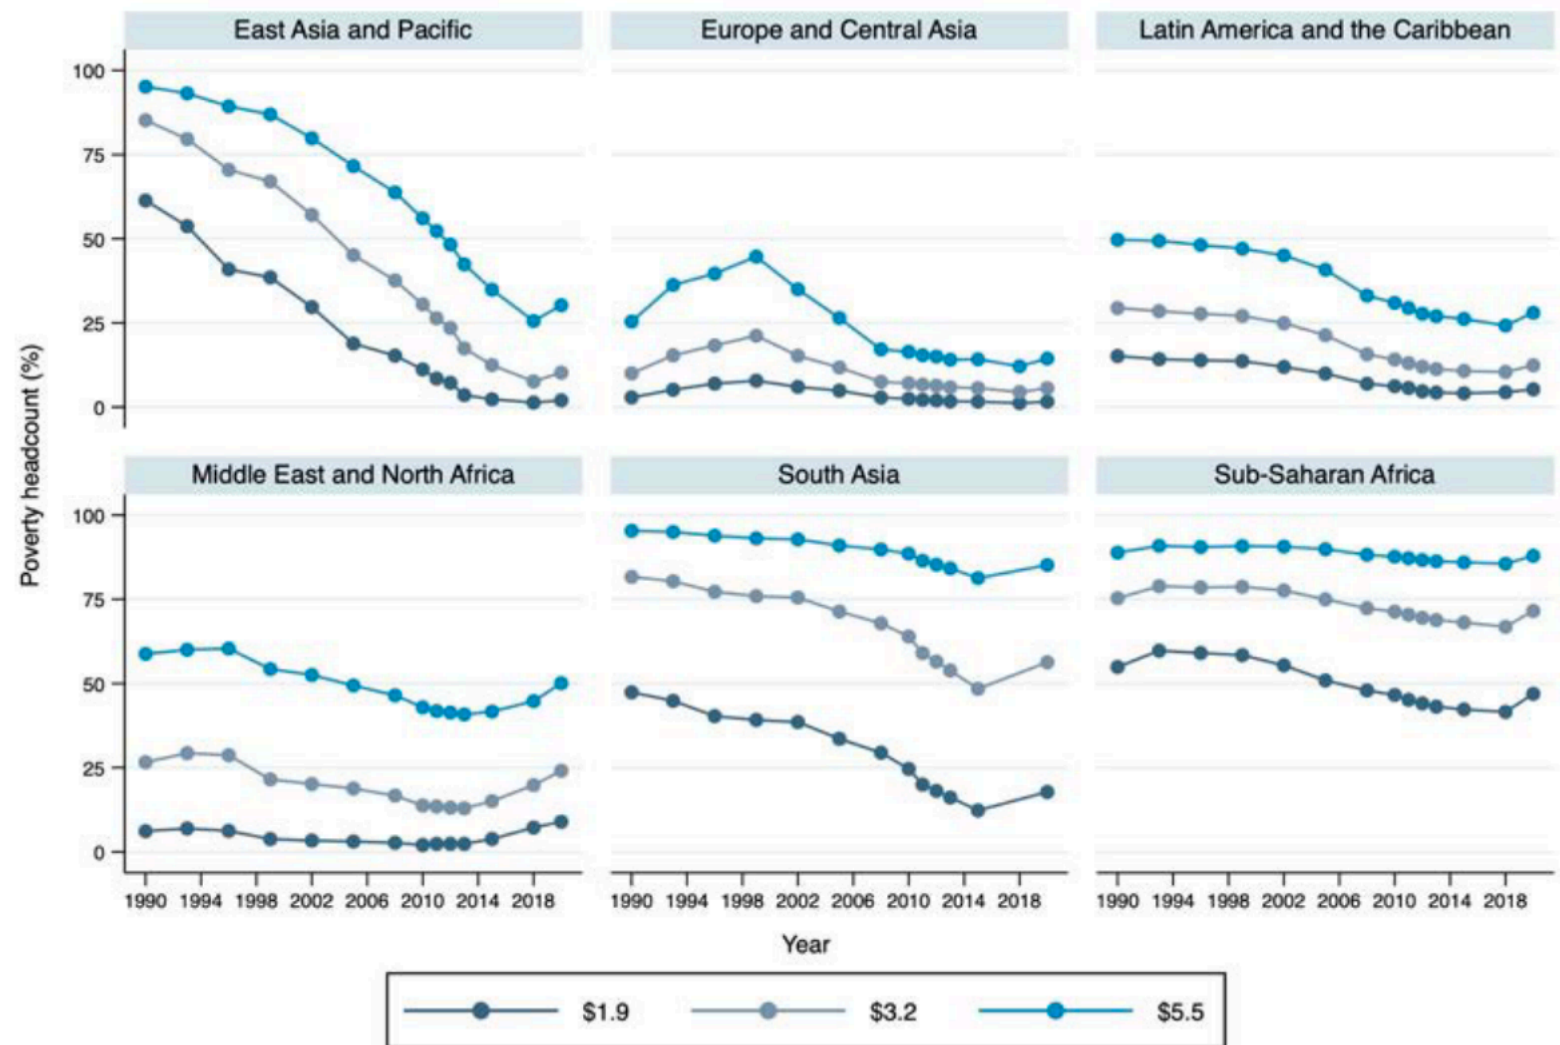 East Asia and Pacific
Europe and Central Asia
Latin America and the Caribbean
100
75
50
25
0
Poverty headcount (%)
Middle East and North Africa
South Asia
Sub-Saharan Africa
100
75
50
25
0
1990 1994 1998 2002 2006 2010 2014 2018
1990 1994 1998 2002 2006 2010 2014 2018
1990 1994 1998 2002 2006 2010 2014 2018
Year
$1.9
$3.2
$5.5